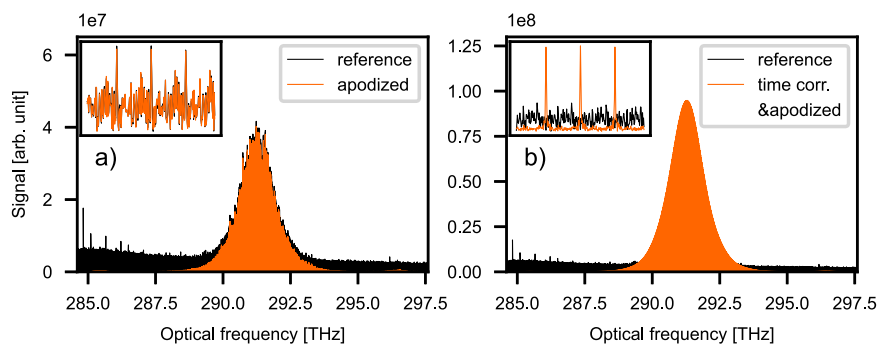 1e7
6
4
2
0
Signal [arb. unit]
reference
apodized
a)
285.0 287.5 290.0 292.5 295.0 297.5
Optical frequency [THz]
1e8
1.25
1.00
0.75
0.50
0.25
0.00
reference
time corr.
&apodized
b)
285.0 287.5 290.0 292.5 295.0 297.5
Optical frequency [THz]